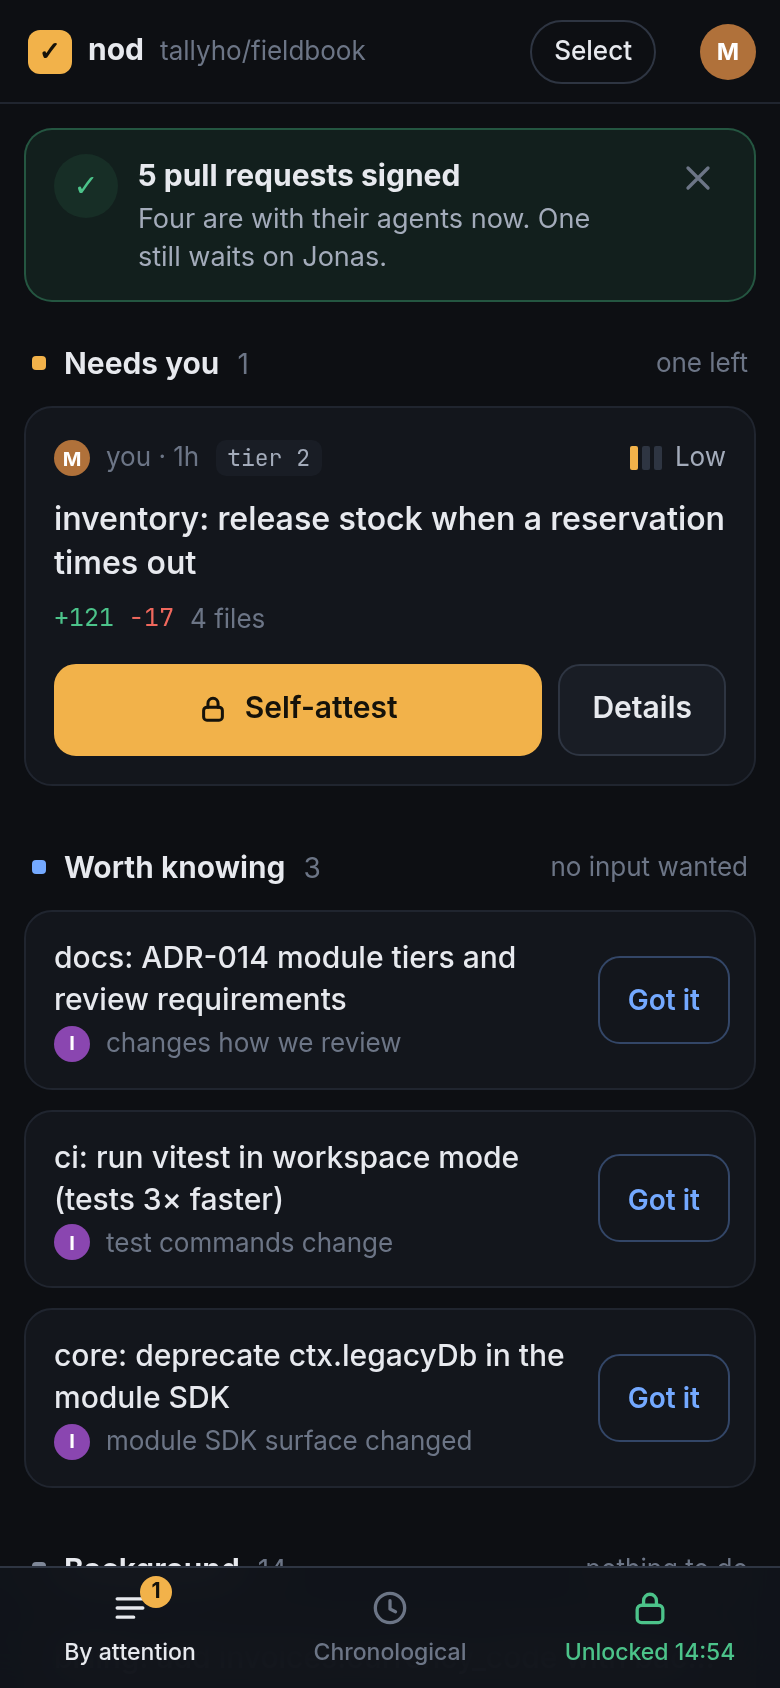 ✓ nod tallyho/fieldbook Select M
✓ 5 pull requests signed
Four are with their agents now. One
still waits on Jonas.
Needs you 1 one left
M you · 1h tier 2 Low
inventory: release stock when a reservation
times out
+121 -17 4 files
Self-attest Details
Worth knowing 3 no input wanted
docs: ADR-014 module tiers and
review requirements
I changes how we review
Got it
ci: run vitest in workspace mode
(tests 3× faster)
I test commands change
Got it
core: deprecate ctx.legacyDb in the
module SDK
I module SDK surface changed
Got it
Background 14 nothing to do
1
By attention Chronological Unlocked 14:54